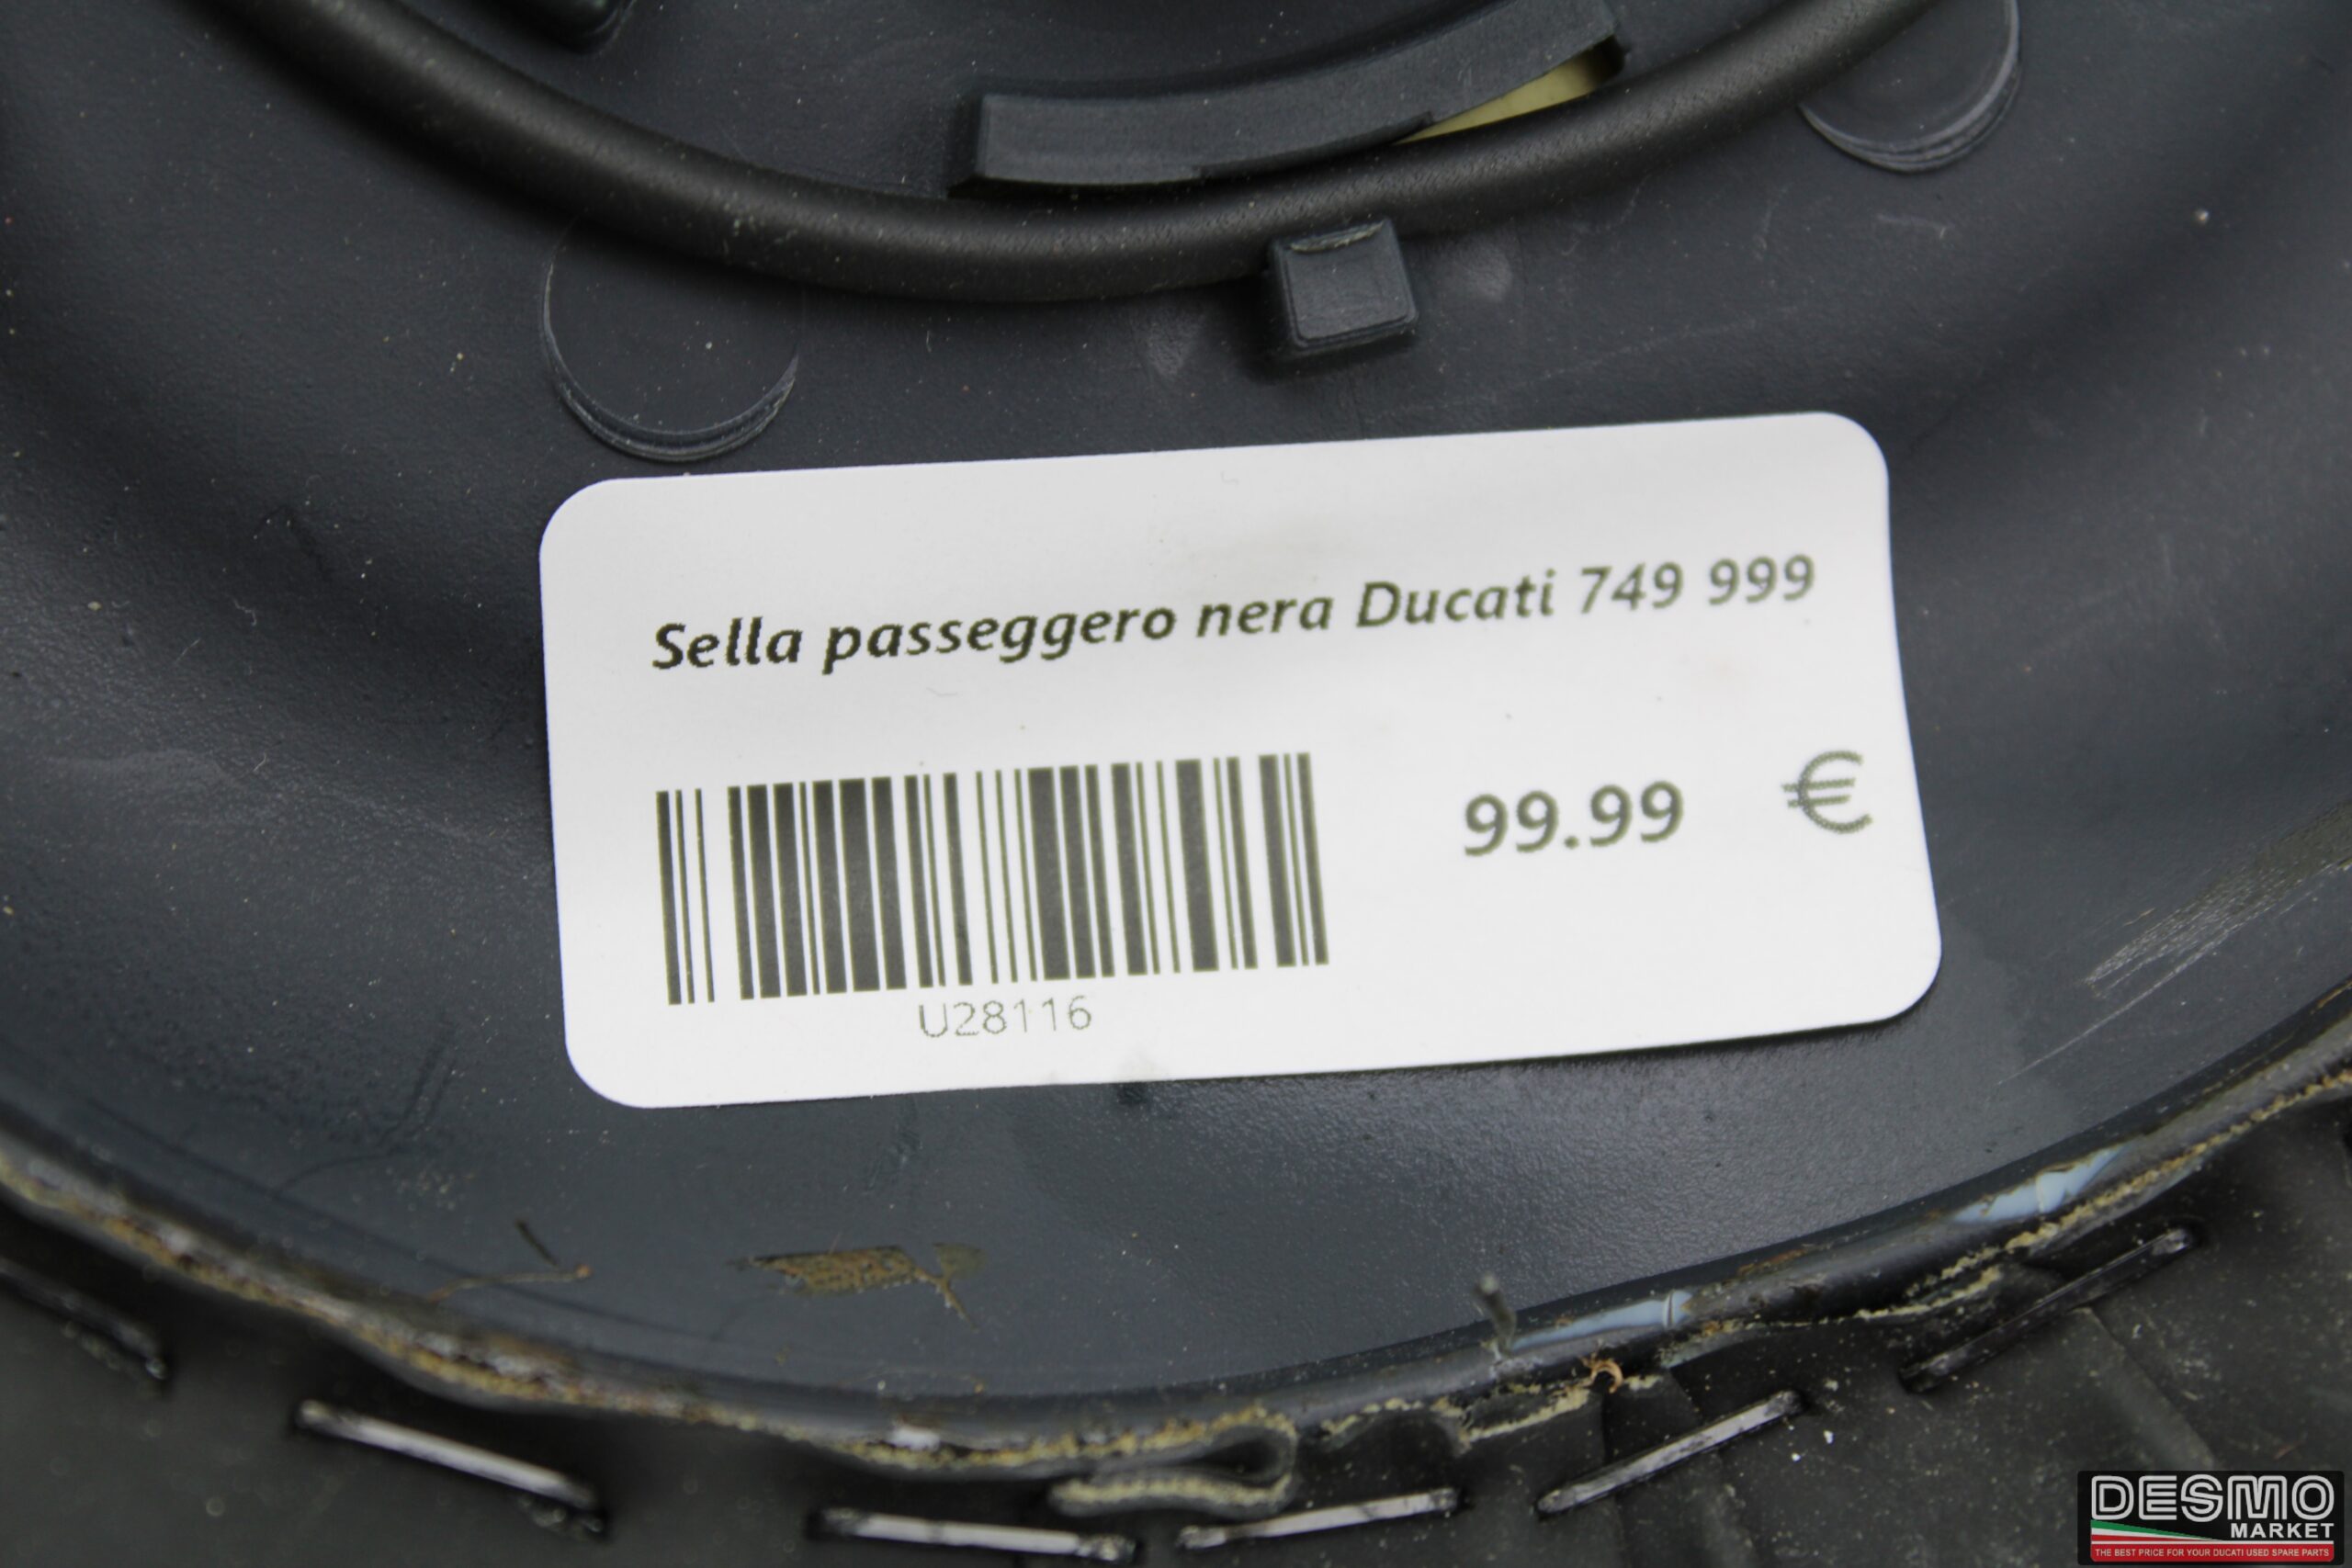 Sella passeggero nera Ducati 749 999
99.99 €
U28116
DESMO
MARKET
THE BEST PRICE FOR YOUR DUCATI USED SPARE PARTS